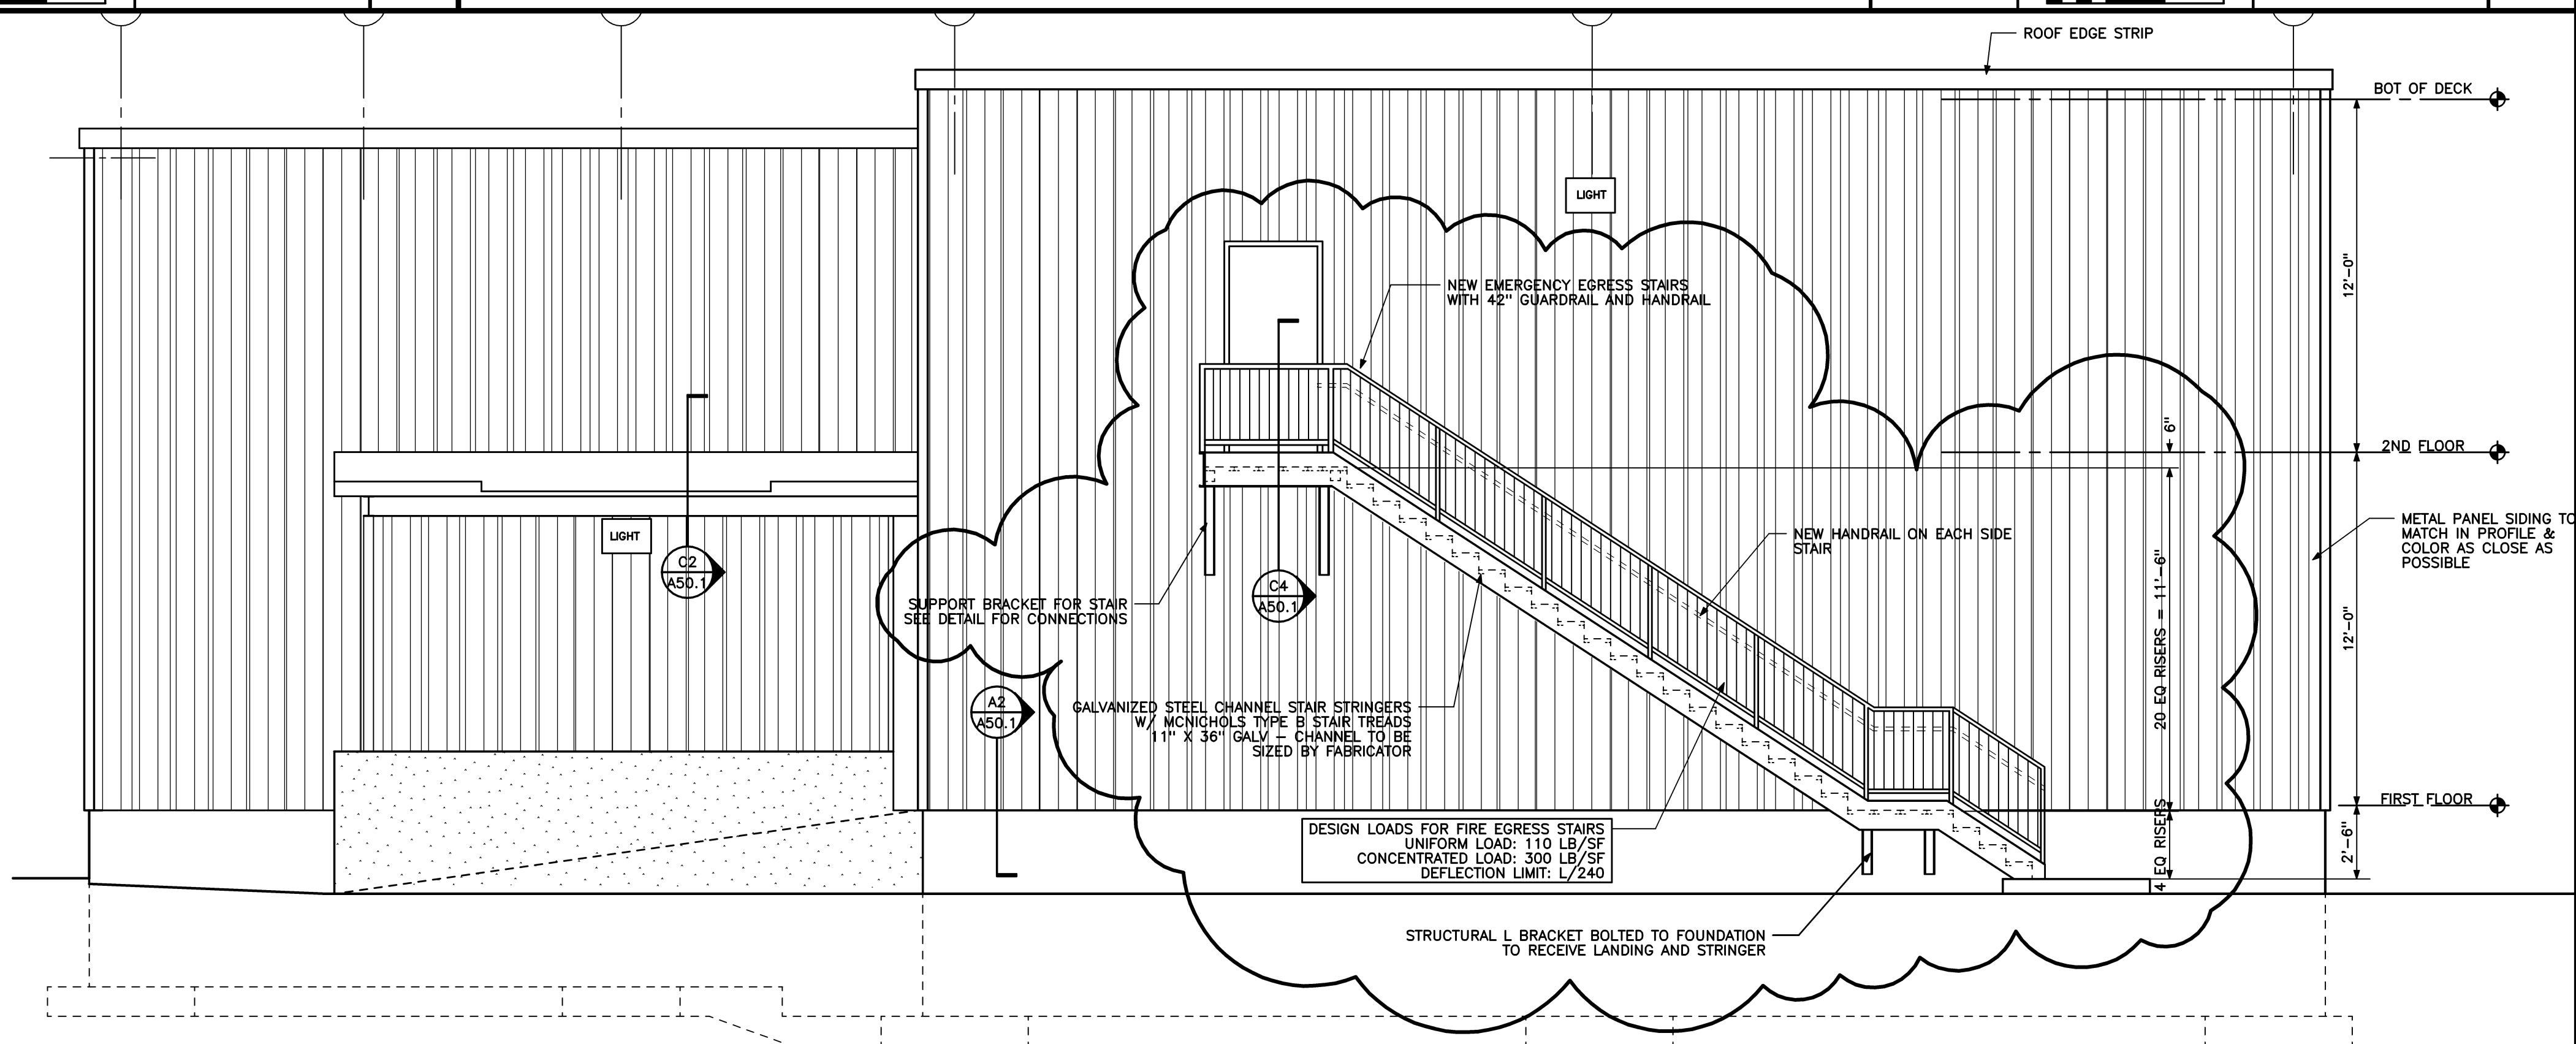 ROOF EDGE STRIP
BOT OF DECK
LIGHT
12'-0"
NEW EMERGENCY EGRESS STAIRS
WITH 42" GUARDRAIL AND HANDRAIL
6"
2ND FLOOR
METAL PANEL SIDING TO
MATCH IN PROFILE &
COLOR AS CLOSE AS
POSSIBLE
LIGHT
NEW HANDRAIL ON EACH SIDE
STAIR
C2
A50.1
C4
A50.1
SUPPORT BRACKET FOR STAIR
SEE DETAIL FOR CONNECTIONS
12'-0"
20 EQ RISERS = 11'-6"
A2
A50.1
GALVANIZED STEEL CHANNEL STAIR STRINGERS
W/ MCNICHOLS TYPE B STAIR TREADS
11" X 36" GALV – CHANNEL TO BE
SIZED BY FABRICATOR
FIRST FLOOR
DESIGN LOADS FOR FIRE EGRESS STAIRS
UNIFORM LOAD: 110 LB/SF
CONCENTRATED LOAD: 300 LB/SF
DEFLECTION LIMIT: L/240
4 EQ RISERS
2'-6"
STRUCTURAL L BRACKET BOLTED TO FOUNDATION
TO RECEIVE LANDING AND STRINGER